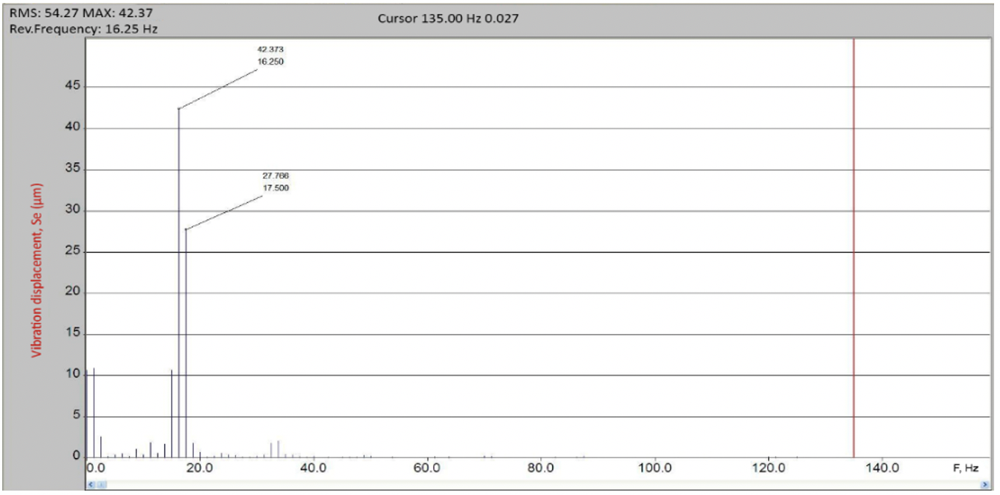 RMS: 54.27 MAX: 42.37
Rev.Frequency: 16.25 Hz
Cursor 135.00 Hz 0.027
42.373
16.250
27.766
17.500
Vibration displacement, Se (µm)
45
40
35
30
25
20
15
10
5
0
0.0 20.0 40.0 60.0 80.0 100.0 120.0 140.0 F, Hz